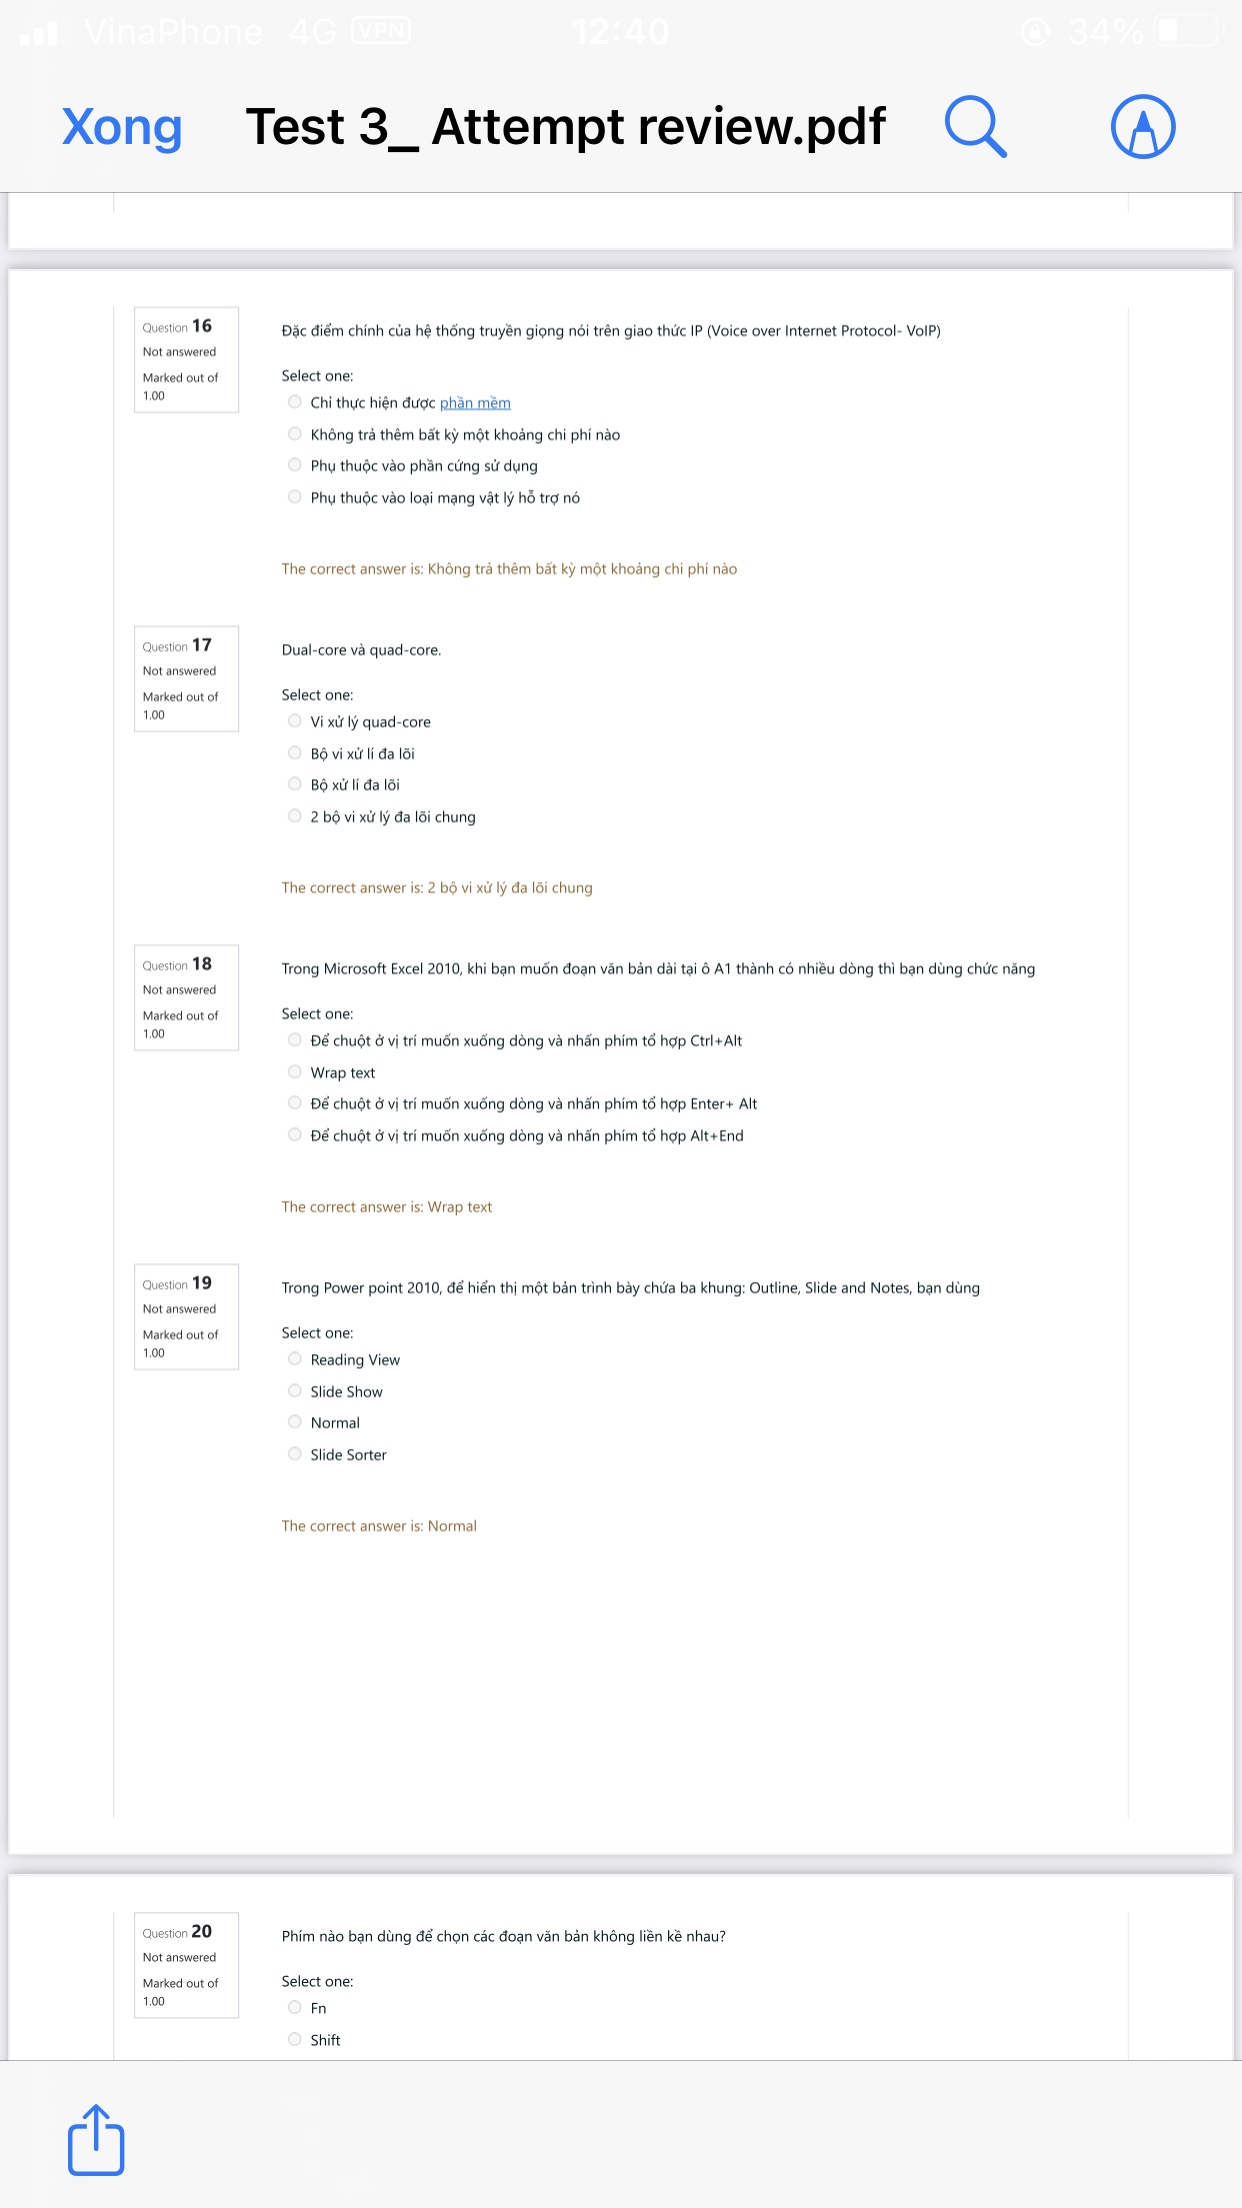 VinaPhone 4G VPN 12:40 34%
Xong Test 3_ Attempt review.pdf
Question 16
Not answered
Marked out of
1.00
Đặc điểm chính của hệ thống truyền giọng nói trên giao thức IP (Voice over Internet Protocol- VoIP)
Select one:
Chỉ thực hiện được phần mềm
Không trả thêm bất kỳ một khoảng chi phí nào
Phụ thuộc vào phần cứng sử dụng
Phụ thuộc vào loại mạng vật lý hỗ trợ nó
The correct answer is: Không trả thêm bất kỳ một khoảng chi phí nào
Question 17
Not answered
Marked out of
1.00
Dual-core và quad-core.
Select one:
Vi xử lý quad-core
Bộ vi xử lí đa lõi
Bộ xử lí đa lõi
2 bộ vi xử lý đa lõi chung
The correct answer is: 2 bộ vi xử lý đa lõi chung
Question 18
Not answered
Marked out of
1.00
Trong Microsoft Excel 2010, khi bạn muốn đoạn văn bản dài tại ô A1 thành có nhiều dòng thì bạn dùng chức năng
Select one:
Để chuột ở vị trí muốn xuống dòng và nhấn phím tổ hợp Ctrl+Alt
Wrap text
Để chuột ở vị trí muốn xuống dòng và nhấn phím tổ hợp Enter+ Alt
Để chuột ở vị trí muốn xuống dòng và nhấn phím tổ hợp Alt+End
The correct answer is: Wrap text
Question 19
Not answered
Marked out of
1.00
Trong Power point 2010, để hiển thị một bản trình bày chứa ba khung: Outline, Slide and Notes, bạn dùng
Select one:
Reading View
Slide Show
Normal
Slide Sorter
The correct answer is: Normal
Question 20
Not answered
Marked out of
1.00
Phím nào bạn dùng để chọn các đoạn văn bản không liền kề nhau?
Select one:
Fn
Shift